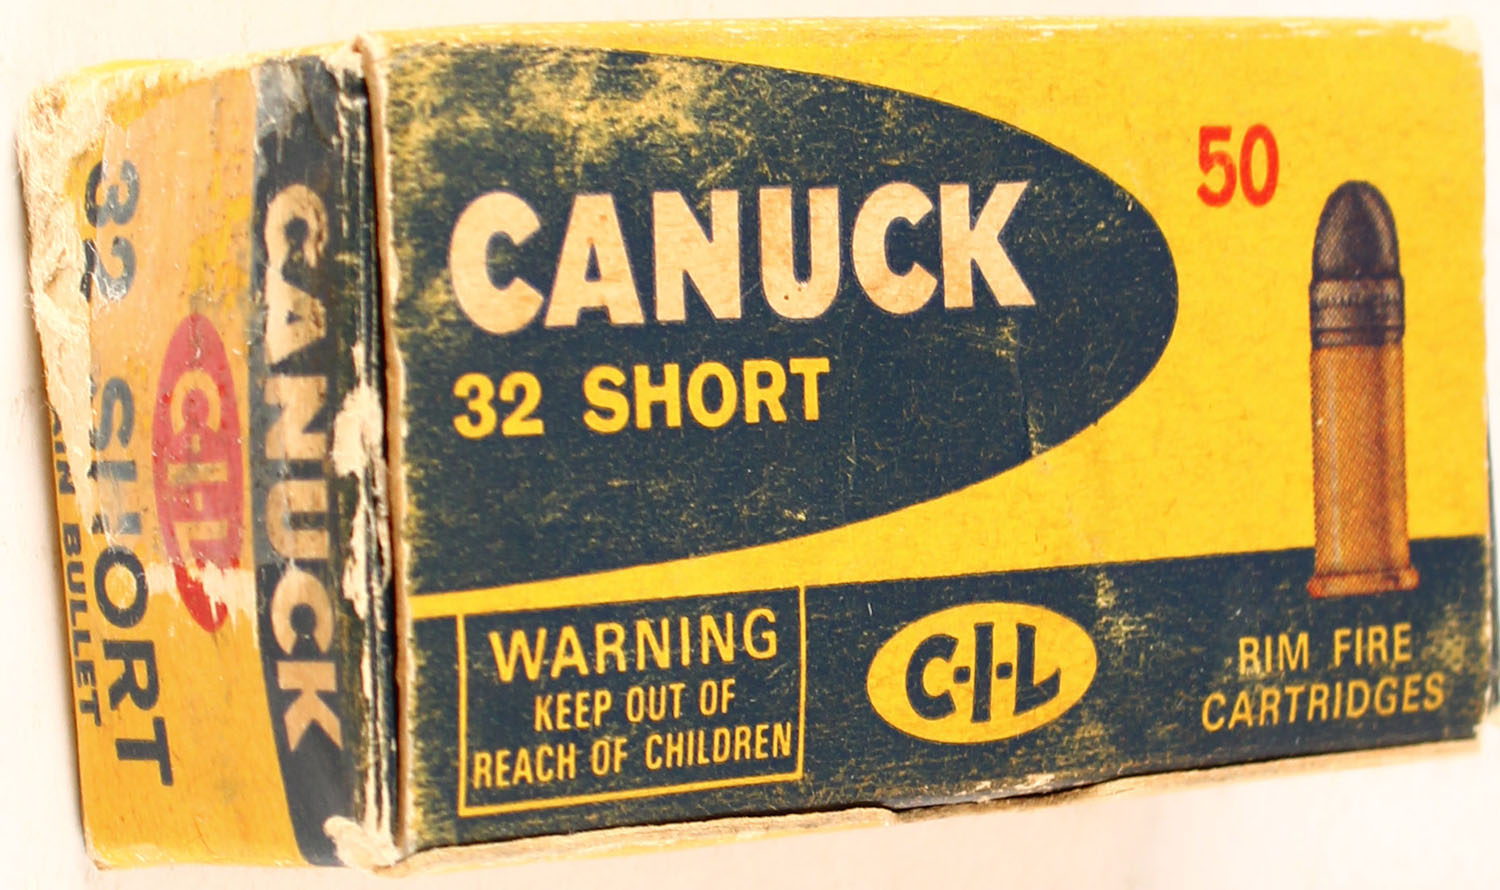 CANUCK
32 SHORT
50
WARNING
KEEP OUT OF
REACH OF CHILDREN
C-I-L
RIM FIRE
CARTRIDGES
CANUCK
C-I-L
32 SHORT
BULLET